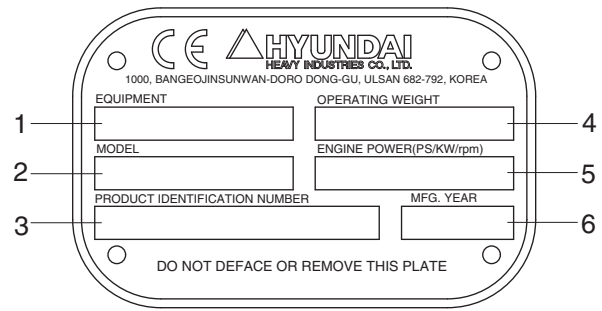 CE HYUNDAI
HEAVY INDUSTRIES CO., LTD.
1000, BANGEOJINSUNWAN-DORO DONG-GU, ULSAN 682-792, KOREA
EQUIPMENT OPERATING WEIGHT
1 4
MODEL ENGINE POWER(PS/KW/rpm)
2 5
PRODUCT IDENTIFICATION NUMBER MFG. YEAR
3 6
DO NOT DEFACE OR REMOVE THIS PLATE